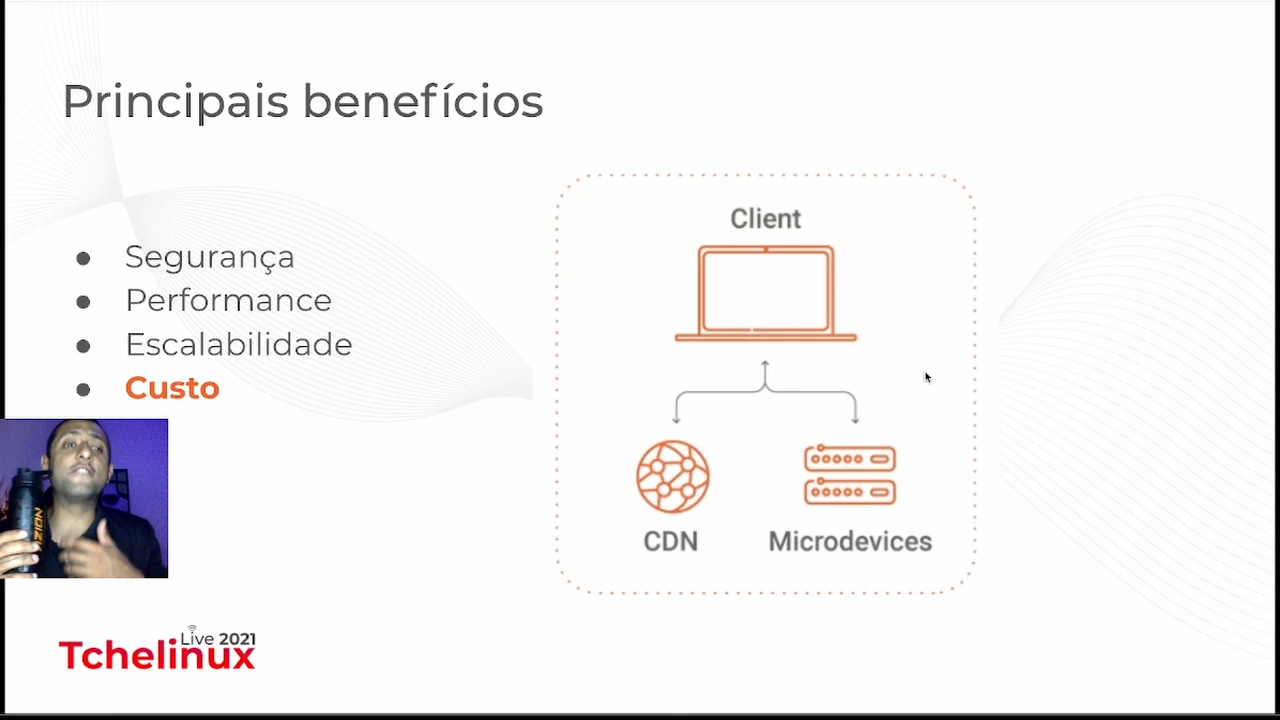 Principais benefícios
Segurança
Performance
Escalabilidade
Custo
Client
CDN
Microdevices
Live 2021
Tchelinux